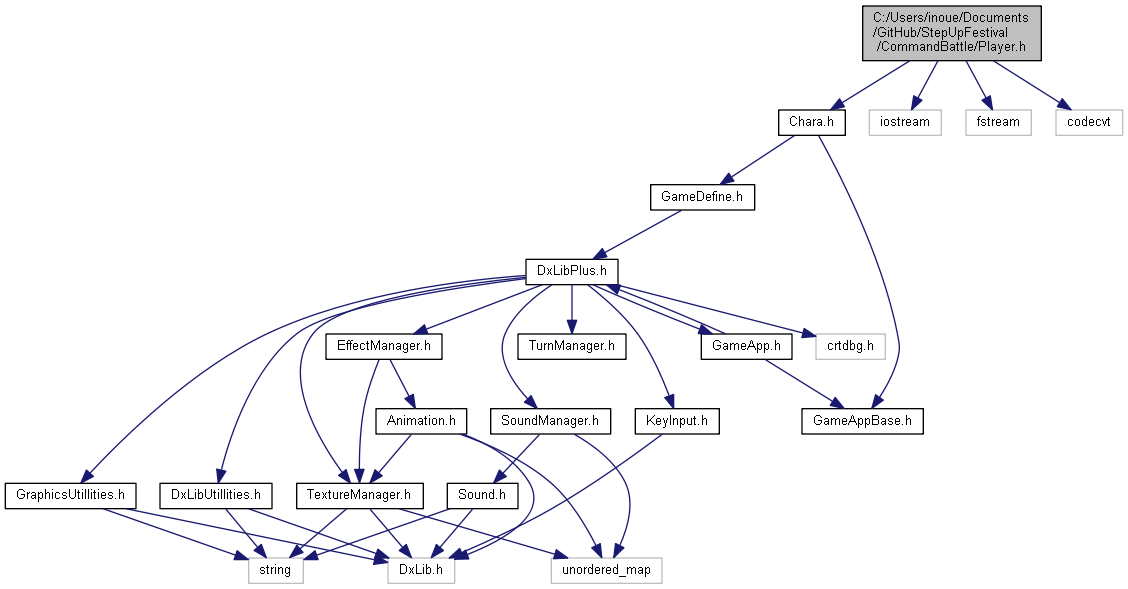 C:/Users/inoue/Documents
/GitHub/StepUpFestival
/CommandBattle/Player.h
Chara.h
iostream
fstream
codecvt
GameDefine.h
DxLibPlus.h
EffectManager.h
TurnManager.h
GameApp.h
crtdbg.h
Animation.h
SoundManager.h
KeyInput.h
GameAppBase.h
GraphicsUtillities.h
DxLibUtillities.h
TextureManager.h
Sound.h
string
DxLib.h
unordered_map